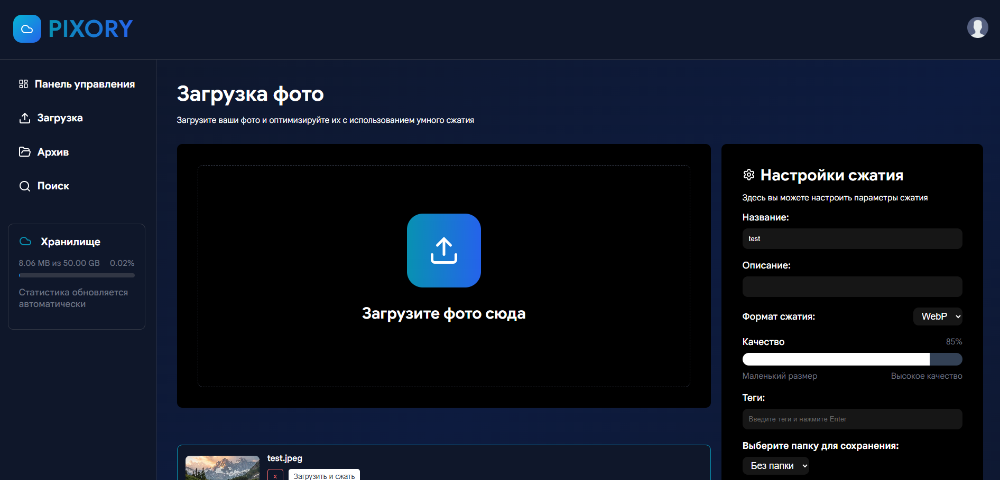 PIXORY
Панель управления
Загрузка
Архив
Поиск
Хранилище
8.06 MB из 50.00 GB 0.02%
Статистика обновляется
автоматически
Загрузка фото
Загрузите ваши фото и оптимизируйте их с использованием умного сжатия
Загрузите фото сюда
test.jpeg
x Загрузить и сжать
Настройки сжатия
Здесь вы можете настроить параметры сжатия
Название:
test
Описание:
Формат сжатия: WebP
Качество 85%
Маленький размер Высокое качество
Теги:
Введите теги и нажмите Enter
Выберите папку для сохранения:
Без папки